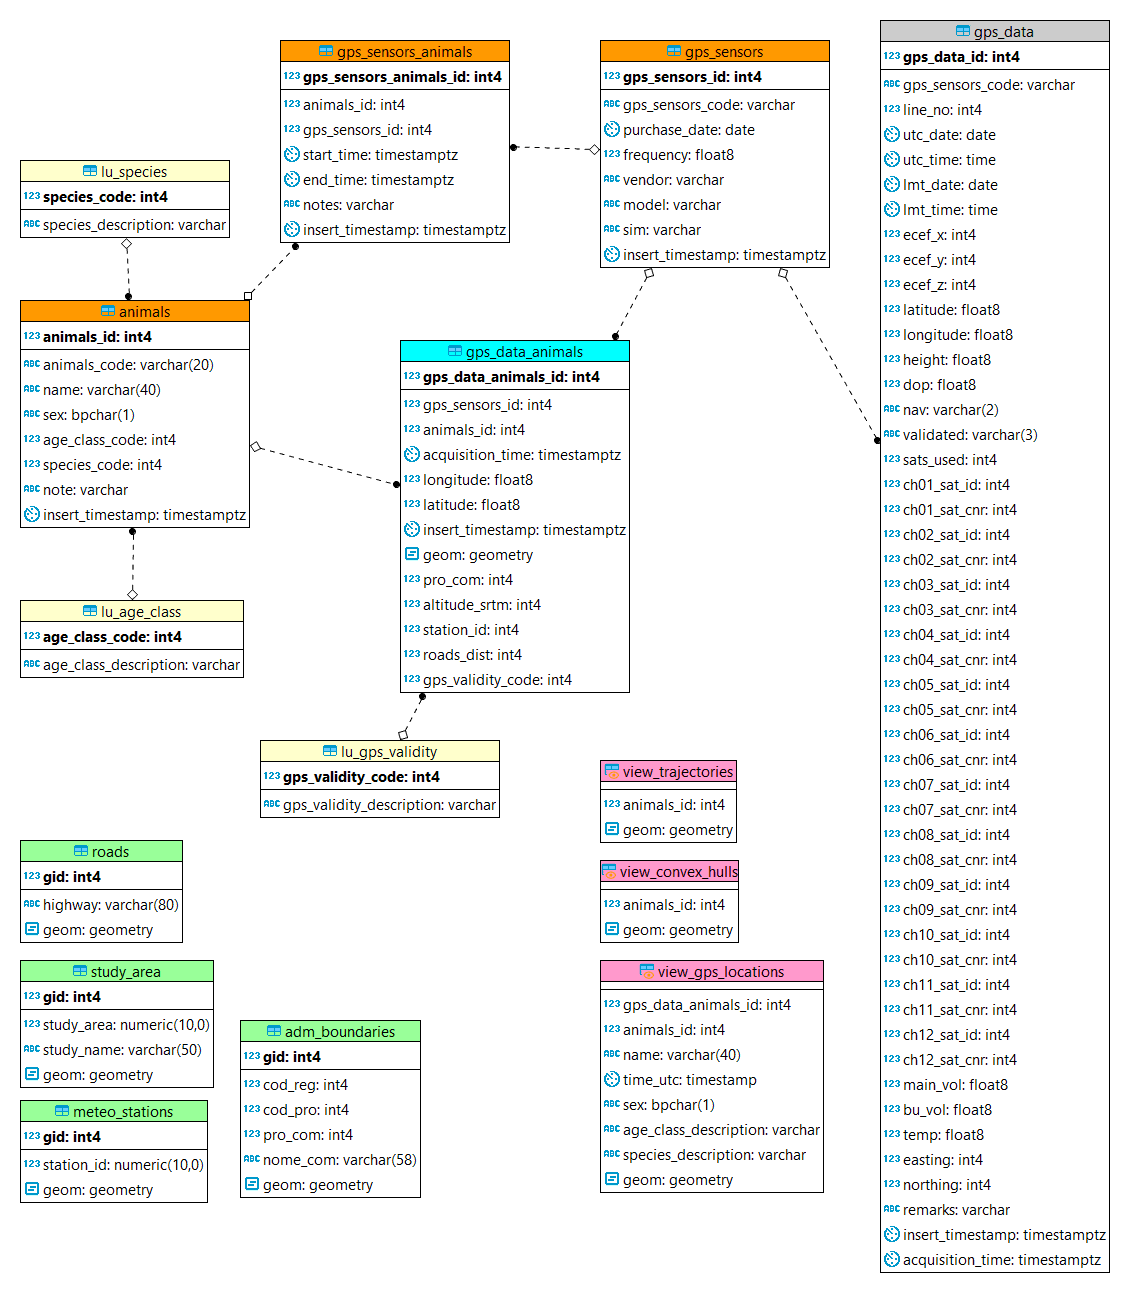 gps_sensors_animals
123 gps_sensors_animals_id: int4
123 animals_id: int4
123 gps_sensors_id: int4
start_time: timestamptz
end_time: timestamptz
ABC notes: varchar
insert_timestamp: timestamptz
gps_sensors
123 gps_sensors_id: int4
ABC gps_sensors_code: varchar
purchase_date: date
123 frequency: float8
ABC vendor: varchar
ABC model: varchar
ABC sim: varchar
insert_timestamp: timestamptz
gps_data
123 gps_data_id: int4
ABC gps_sensors_code: varchar
123 line_no: int4
utc_date: date
utc_time: time
lmt_date: date
lmt_time: time
123 ecef_x: int4
123 ecef_y: int4
123 ecef_z: int4
123 latitude: float8
123 longitude: float8
123 height: float8
123 dop: float8
ABC nav: varchar(2)
ABC validated: varchar(3)
123 sats_used: int4
123 ch01_sat_id: int4
123 ch01_sat_cnr: int4
123 ch02_sat_id: int4
123 ch02_sat_cnr: int4
123 ch03_sat_id: int4
123 ch03_sat_cnr: int4
123 ch04_sat_id: int4
123 ch04_sat_cnr: int4
123 ch05_sat_id: int4
123 ch05_sat_cnr: int4
123 ch06_sat_id: int4
123 ch06_sat_cnr: int4
123 ch07_sat_id: int4
123 ch07_sat_cnr: int4
123 ch08_sat_id: int4
123 ch08_sat_cnr: int4
123 ch09_sat_id: int4
123 ch09_sat_cnr: int4
123 ch10_sat_id: int4
123 ch10_sat_cnr: int4
123 ch11_sat_id: int4
123 ch11_sat_cnr: int4
123 ch12_sat_id: int4
123 ch12_sat_cnr: int4
123 main_vol: float8
123 bu_vol: float8
123 temp: float8
123 easting: int4
123 northing: int4
ABC remarks: varchar
insert_timestamp: timestamptz
acquisition_time: timestamptz
lu_species
123 species_code: int4
ABC species_description: varchar
animals
123 animals_id: int4
ABC animals_code: varchar(20)
ABC name: varchar(40)
ABC sex: bpchar(1)
123 age_class_code: int4
123 species_code: int4
ABC note: varchar
insert_timestamp: timestamptz
gps_data_animals
123 gps_data_animals_id: int4
123 gps_sensors_id: int4
123 animals_id: int4
acquisition_time: timestamptz
123 longitude: float8
123 latitude: float8
insert_timestamp: timestamptz
geom: geometry
123 pro_com: int4
123 altitude_srtm: int4
123 station_id: int4
123 roads_dist: int4
123 gps_validity_code: int4
lu_age_class
123 age_class_code: int4
ABC age_class_description: varchar
lu_gps_validity
123 gps_validity_code: int4
ABC gps_validity_description: varchar
view_trajectories
123 animals_id: int4
geom: geometry
view_convex_hulls
123 animals_id: int4
geom: geometry
view_gps_locations
123 gps_data_animals_id: int4
123 animals_id: int4
ABC name: varchar(40)
time_utc: timestamp
ABC sex: bpchar(1)
ABC age_class_description: varchar
ABC species_description: varchar
geom: geometry
roads
123 gid: int4
ABC highway: varchar(80)
geom: geometry
study_area
123 gid: int4
123 study_area: numeric(10,0)
ABC study_name: varchar(50)
geom: geometry
meteo_stations
123 gid: int4
123 station_id: numeric(10,0)
geom: geometry
adm_boundaries
123 gid: int4
123 cod_reg: int4
123 cod_pro: int4
123 pro_com: int4
ABC nome_com: varchar(58)
geom: geometry